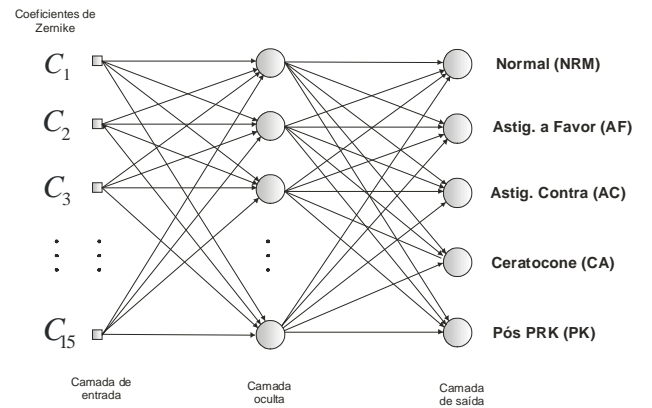 Coeficientes de
Zernike
C1
Normal (NRM)
C2
Astig. a Favor (AF)
C3
Astig. Contra (AC)
Ceratocone (CA)
C15
Pós PRK (PK)
Camada de
entrada
Camada
oculta
Camada
de saída